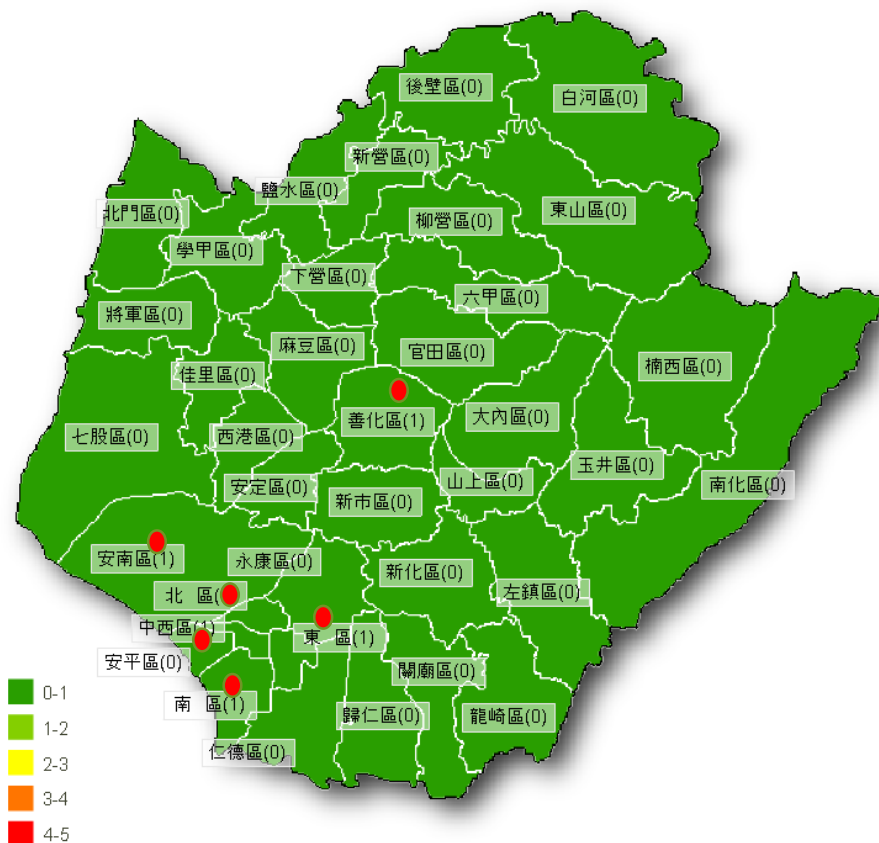 後壁區(0)
白河區(0)
新營區(0)
鹽水區(0)
北門區(0)
柳營區(0)
東山區(0)
學甲區(0)
下營區(0)
六甲區(0)
將軍區(0)
麻豆區(0)
官田區(0)
楠西區(0)
佳里區(0)
善化區(1)
大內區(0)
七股區(0)
西港區(0)
玉井區(0)
安定區(0)
新市區(0)
山上區(0)
南化區(0)
安南區(1)
永康區(0)
新化區(0)
左鎮區(0)
北 區(
中西區(1)
東 區(1)
安平區(0)
關廟區(0)
南 區(1)
歸仁區(0)
龍崎區(0)
仁德區(0)
0-1
1-2
2-3
3-4
4-5